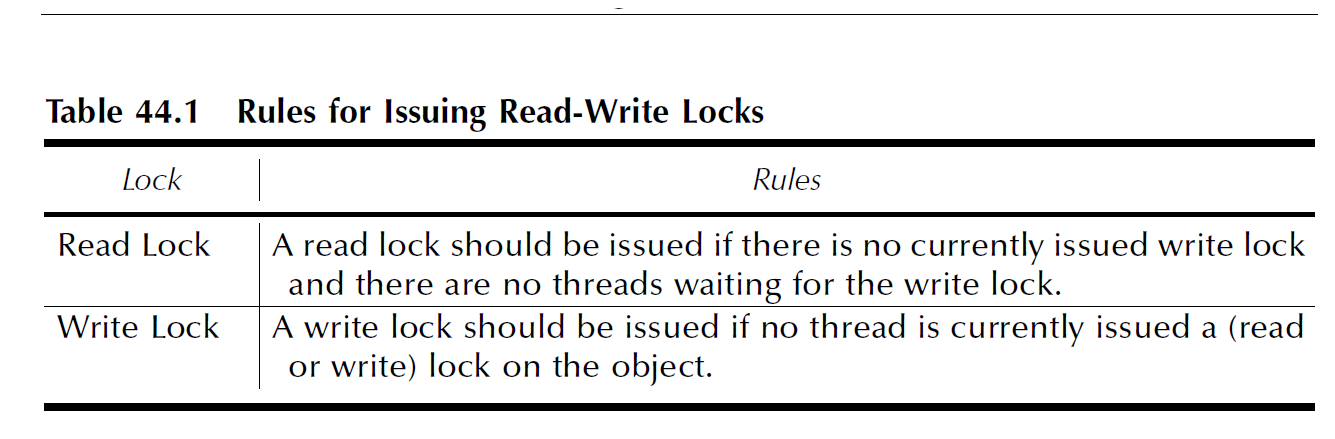 Table 44.1 Rules for Issuing Read-Write Locks
Lock Rules
Read Lock A read lock should be issued if there is no currently issued write lock
and there are no threads waiting for the write lock.
Write Lock A write lock should be issued if no thread is currently issued a (read
or write) lock on the object.